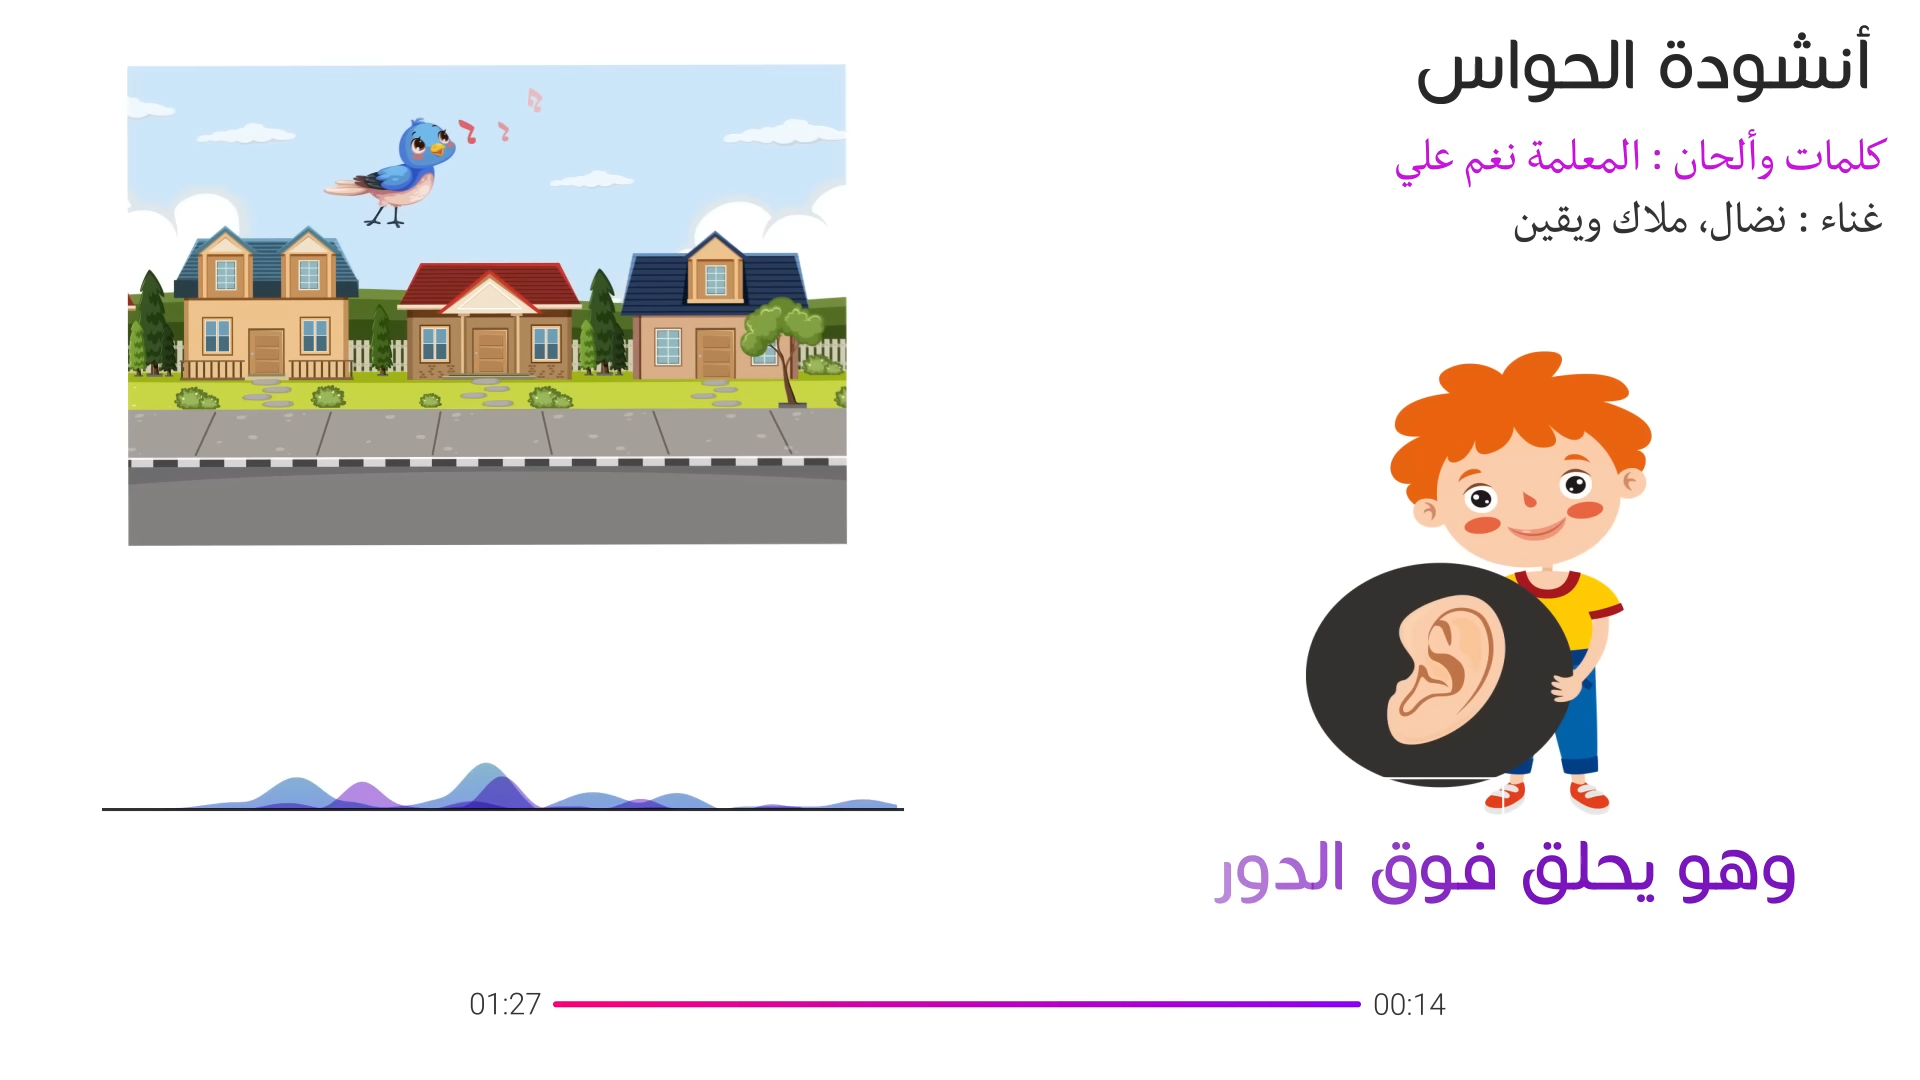 أنشودة الحواس
كلمات وألحان : المعلمة نغم علي
غناء : نضال، ملاك ويقين
وهو يحلق فوق الدور
01:27
00:14